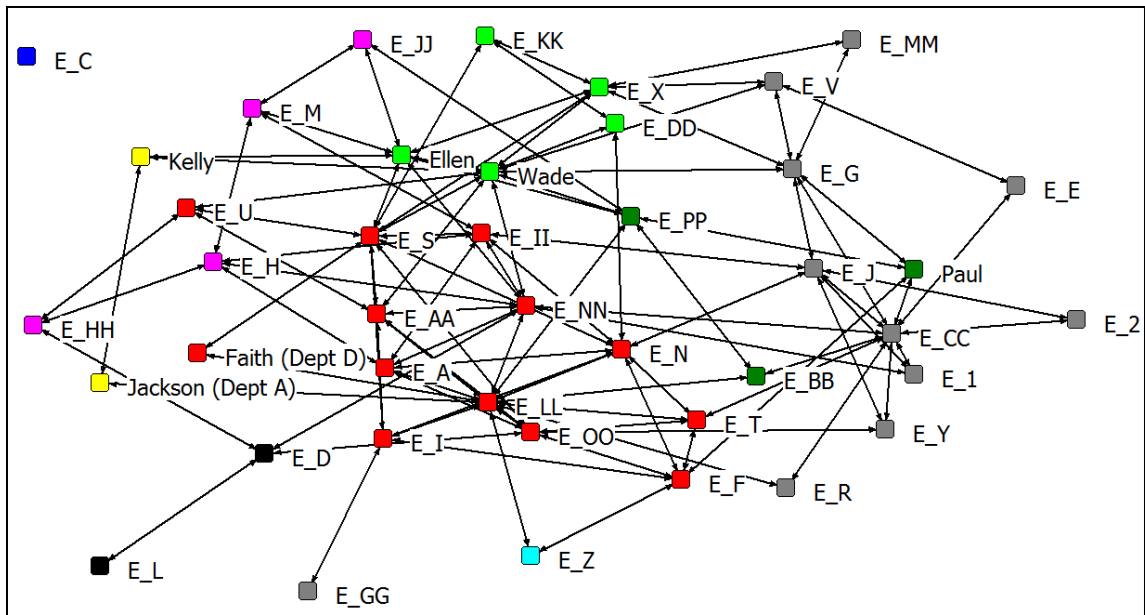 E_JJ
E_KK
E_MM
E_C
E_X
E_V
E_M
E_DD
Kelly
Ellen
Wade
E_G
E_E
E_U
E_PP
E_S
E_II
E_H
E_J
Paul
E_HH
E_AA
E_NN
E_2
E_CC
Faith (Dept D)
E_A
E_N
E_BB
E_1
Jackson (Dept A)
E_LL
E_T
E_D
E_I
E_OO
E_Y
E_F
E_R
E_L
E_Z
E_GG